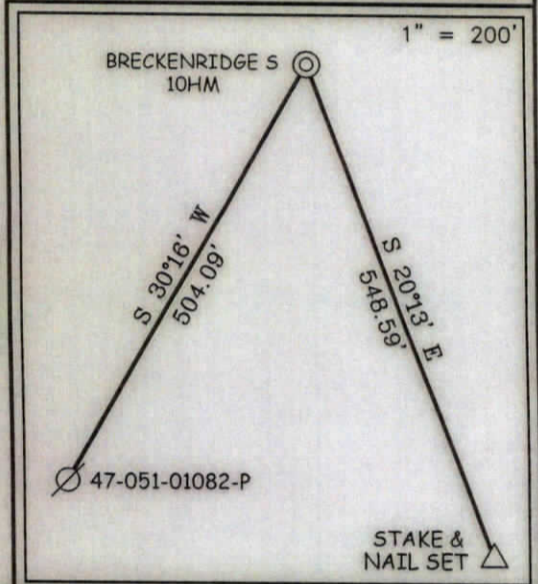 1" = 200'
BRECKENRIDGE S
10HM
S 30°16' W
504.09'
S 20°13' E
548.59'
47-051-01082-P
STAKE &
NAIL SET